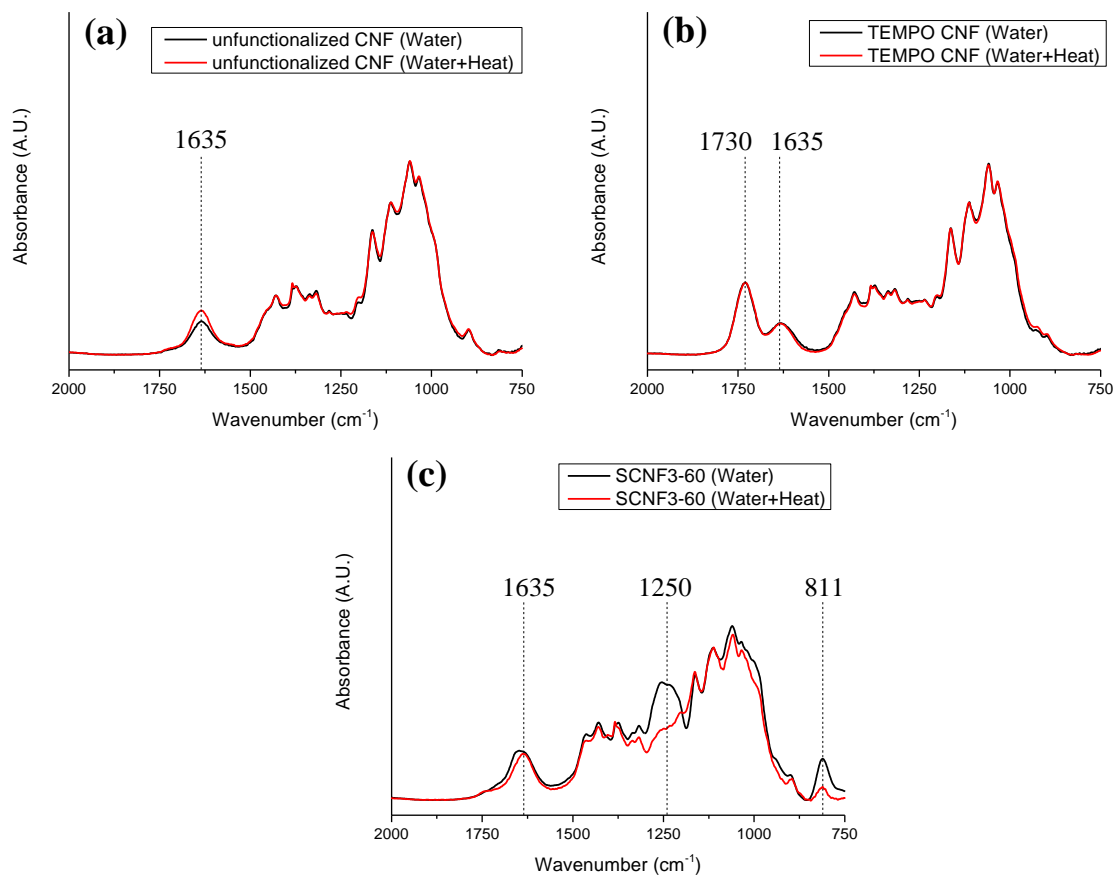 (a)
unfunctionalized CNF (Water)
unfunctionalized CNF (Water+Heat)
1635
Absorbance (A.U.)
2000 1750 1500 1250 1000 750
Wavenumber (cm⁻¹)
(b)
TEMPO CNF (Water)
TEMPO CNF (Water+Heat)
1730 1635
Absorbance (A.U.)
2000 1750 1500 1250 1000 750
Wavenumber (cm⁻¹)
(c)
SCNF3-60 (Water)
SCNF3-60 (Water+Heat)
1635 1250 811
Absorbance (A.U.)
2000 1750 1500 1250 1000 750
Wavenumber (cm⁻¹)